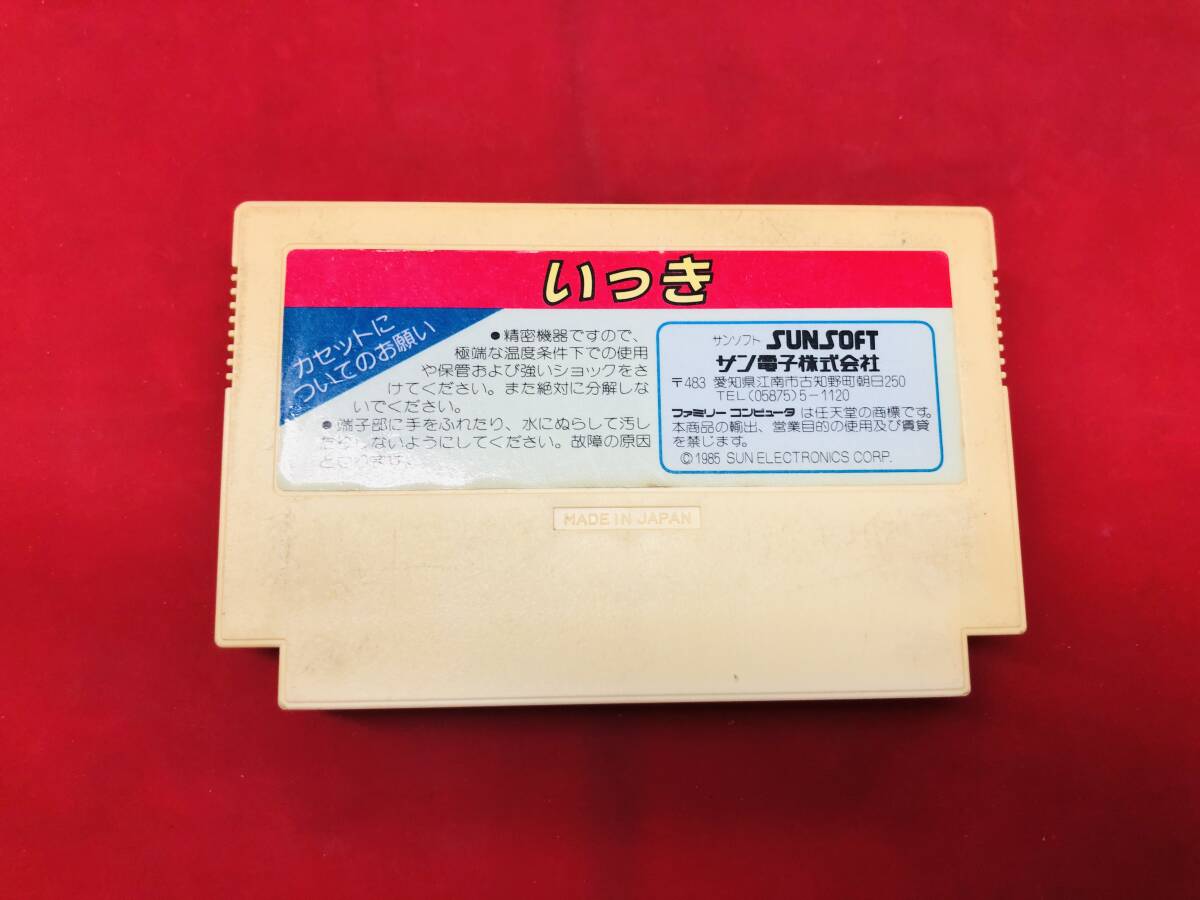 いっき
カセットに
ついてのお願い
●精密機器ですので、
極端な温度条件下での使用
や保管および強いショックをさ
けてください。また絶対に分解しな
いでください。
●端子部に手をふれたり、水にぬらして汚し
しないようにしてください。故障の原因
サンソフト SUNSOFT
サン電子株式会社
〒483 愛知県江南市古知野町朝日250
TEL(05875)5-1120
ファミリー コンピュータ は任天堂の商標です。
本商品の輸出、営業目的の使用及び賃貸
を禁じます。
©1985 SUN ELECTRONICS CORP.
MADE IN JAPAN